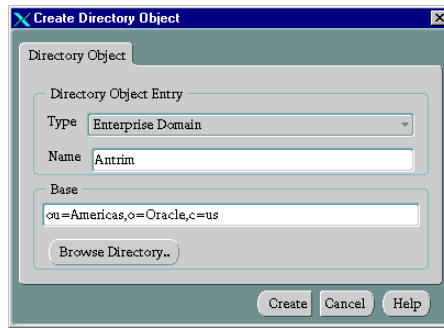 Create Directory Object
Directory Object
Directory Object Entry
Type Enterprise Domain
Name Antrim
Base
ou=Americas,o=Oracle,c=us
Browse Directory..
Create Cancel Help